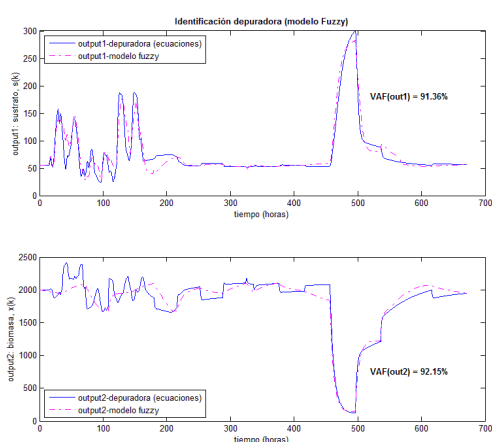 Identificación depuradora (modelo Fuzzy)
300
250
200
150
100
50
0
output1: sustrato, s(k)
output1-depuradora (ecuaciones)
output1-modelo fuzzy
VAF(out1) = 91.36%
0 100 200 300 400 500 600 700
tiempo (horas)
2500
2000
1500
1000
500
0
output2: biomasa, x(k)
VAF(out2) = 92.15%
output2-depuradora (ecuaciones)
output2-modelo fuzzy
0 100 200 300 400 500 600 700
tiempo (horas)